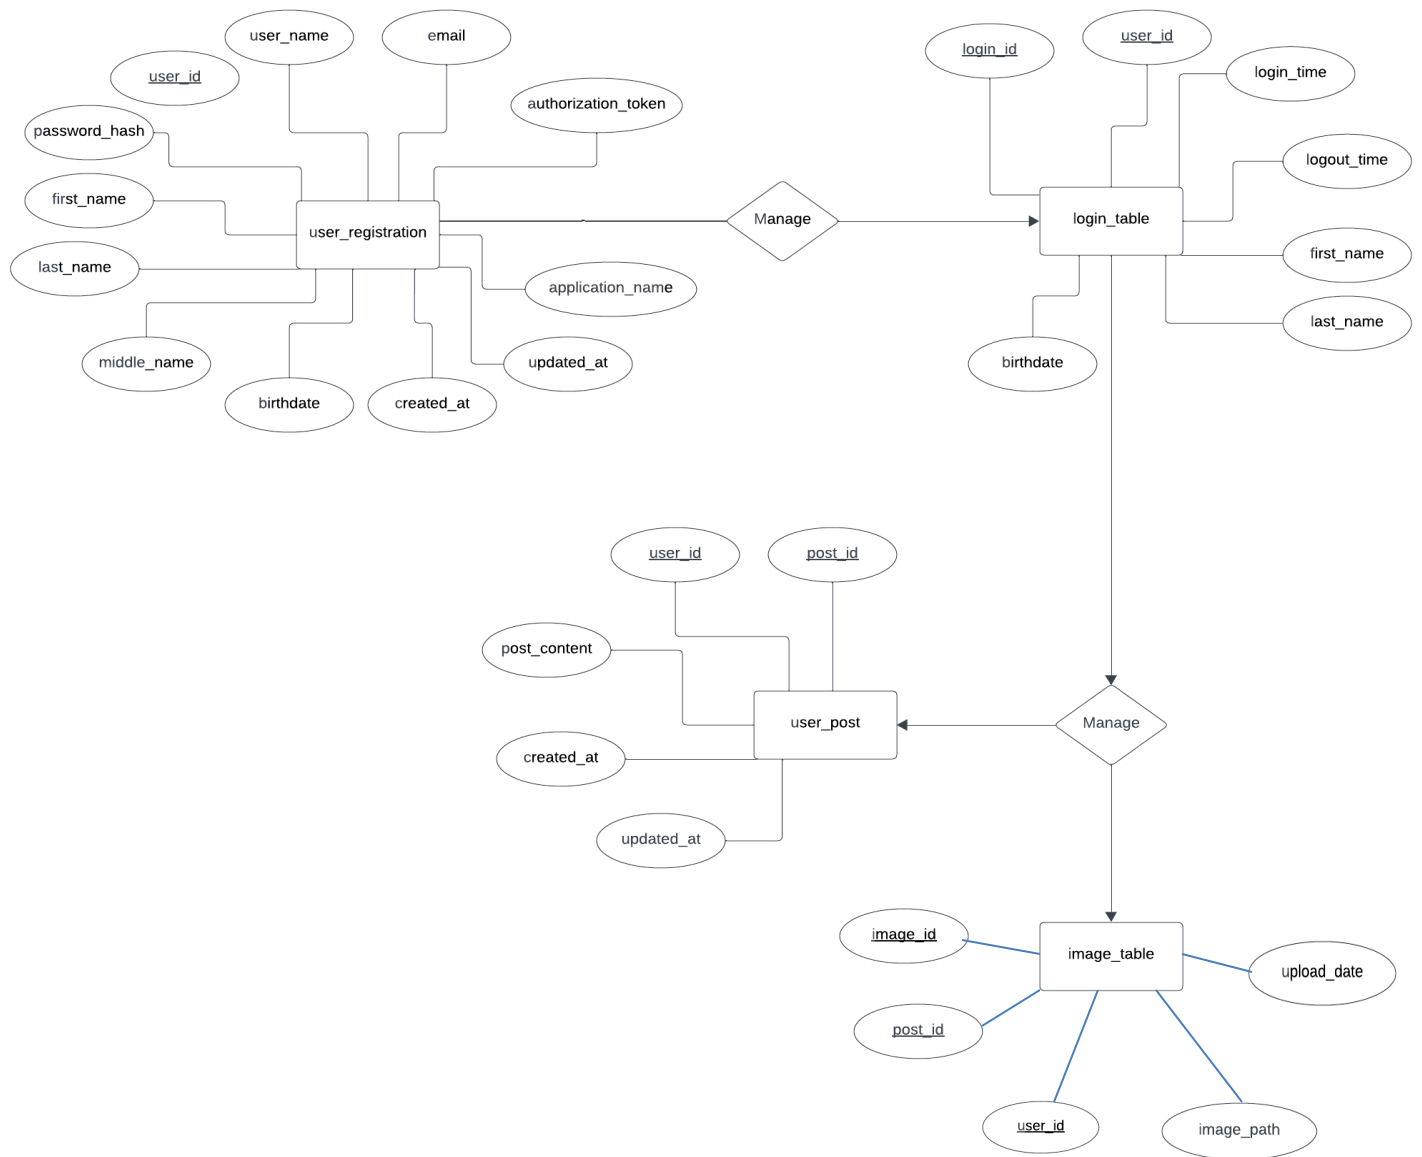 user_name
email
user_id
authorization_token
password_hash
first_name
user_registration
last_name
application_name
middle_name
updated_at
birthdate
created_at
Manage
login_id
user_id
login_time
logout_time
login_table
first_name
last_name
birthdate
user_id
post_id
post_content
user_post
created_at
updated_at
Manage
image_id
image_table
upload_date
post_id
user_id
image_path